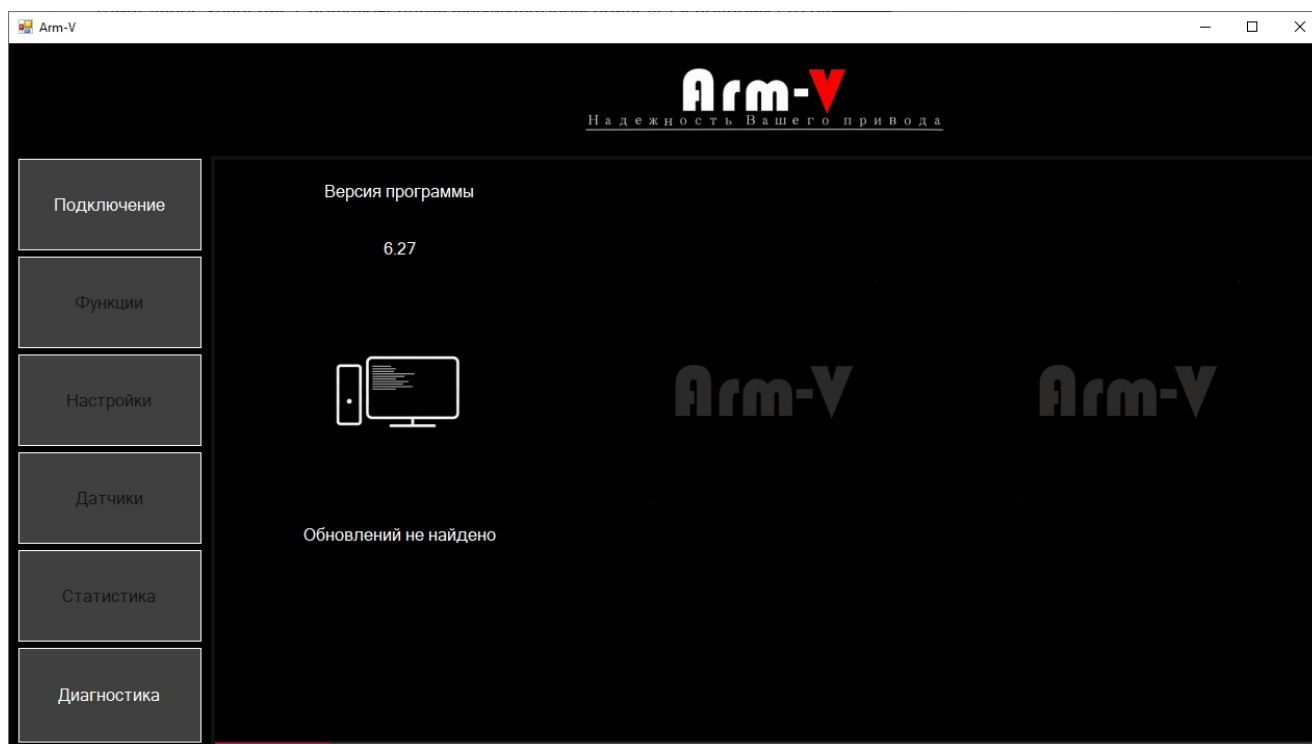 Arm-V
Arm-V
Надежность Вашего привода
Подключение
Функции
Настройки
Датчики
Статистика
Диагностика
Версия программы
6.27
Arm-V
Arm-V
Обновлений не найдено